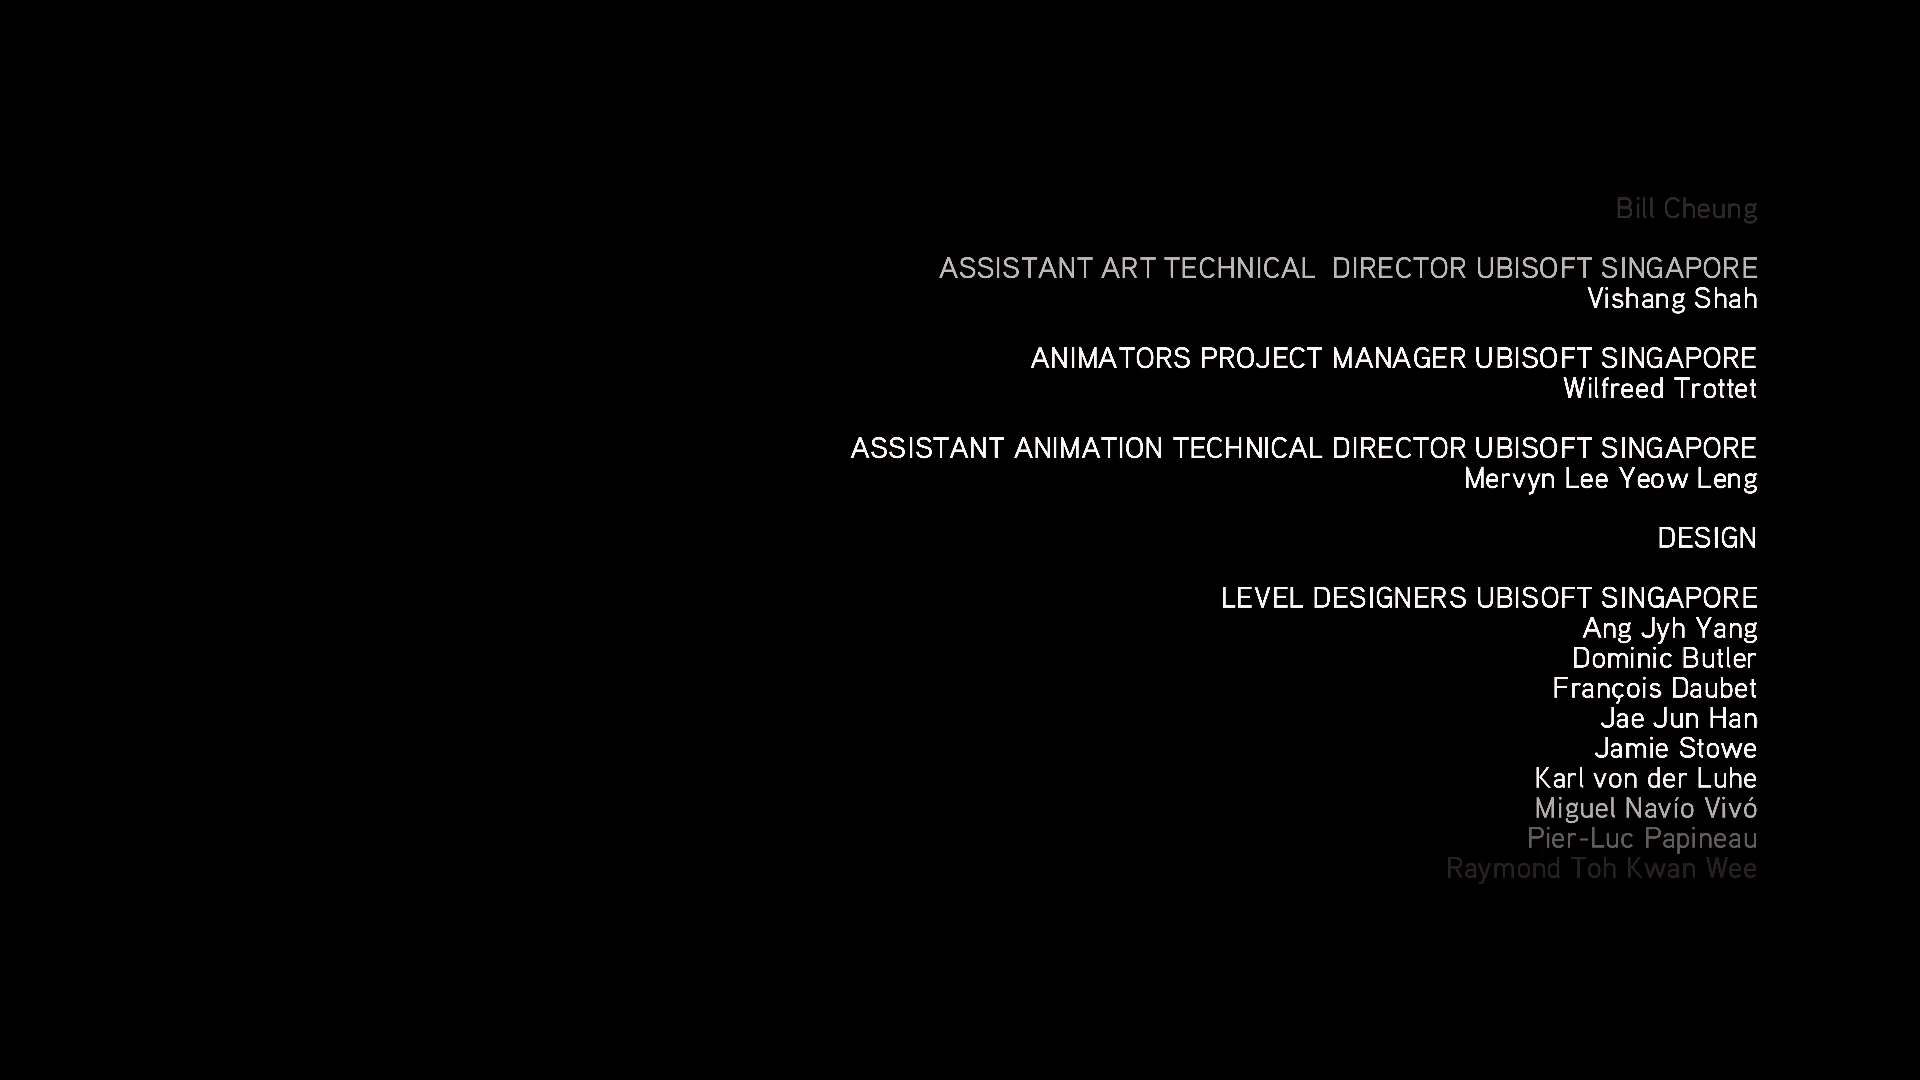 Bill Cheung
ASSISTANT ART TECHNICAL  DIRECTOR UBISOFT SINGAPORE
Vishang Shah
ANIMATORS PROJECT MANAGER UBISOFT SINGAPORE
Wilfreed Trottet
ASSISTANT ANIMATION TECHNICAL DIRECTOR UBISOFT SINGAPORE
Mervyn Lee Yeow Leng
DESIGN
LEVEL DESIGNERS UBISOFT SINGAPORE
Ang Jyh Yang
Dominic Butler
François Daubet
Jae Jun Han
Jamie Stowe
Karl von der Luhe
Miguel Navío Vivó
Pier-Luc Papineau
Raymond Toh Kwan Wee